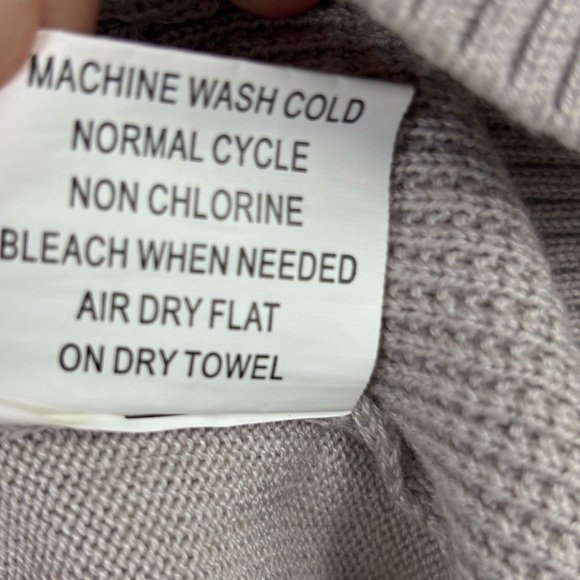 MACHINE WASH COLD
NORMAL CYCLE
NON CHLORINE
BLEACH WHEN NEEDED
AIR DRY FLAT
ON DRY TOWEL